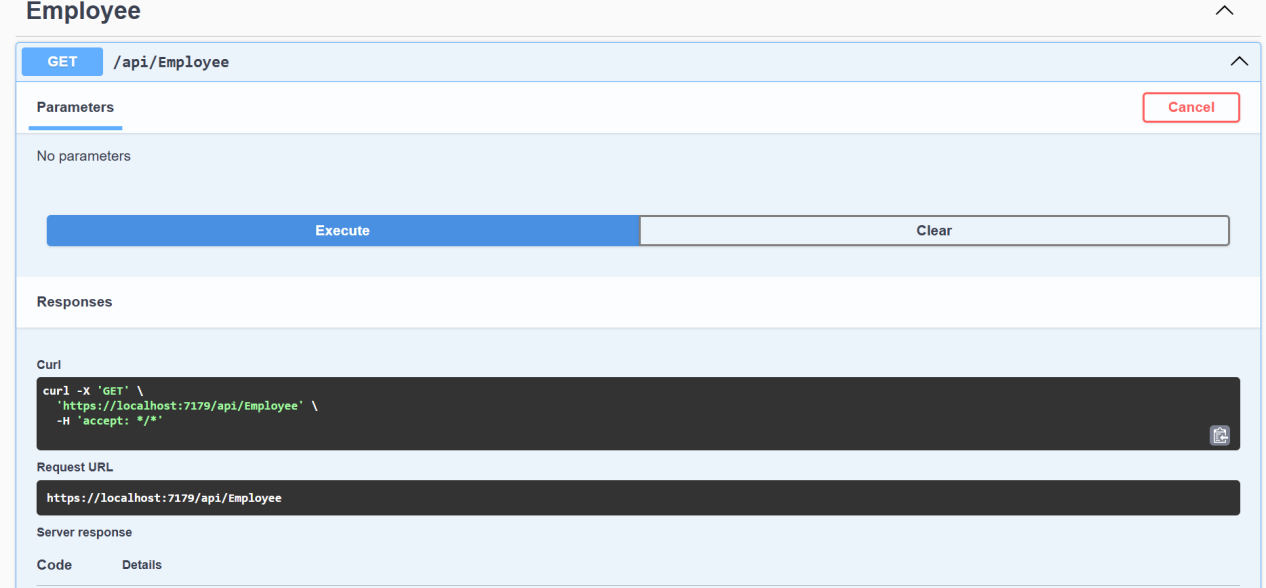 Employee
GET /api/Employee
Parameters Cancel
No parameters
Execute Clear
Responses
Curl
curl -X 'GET' \
  'https://localhost:7179/api/Employee' \
  -H 'accept: */*'
Request URL
https://localhost:7179/api/Employee
Server response
Code Details